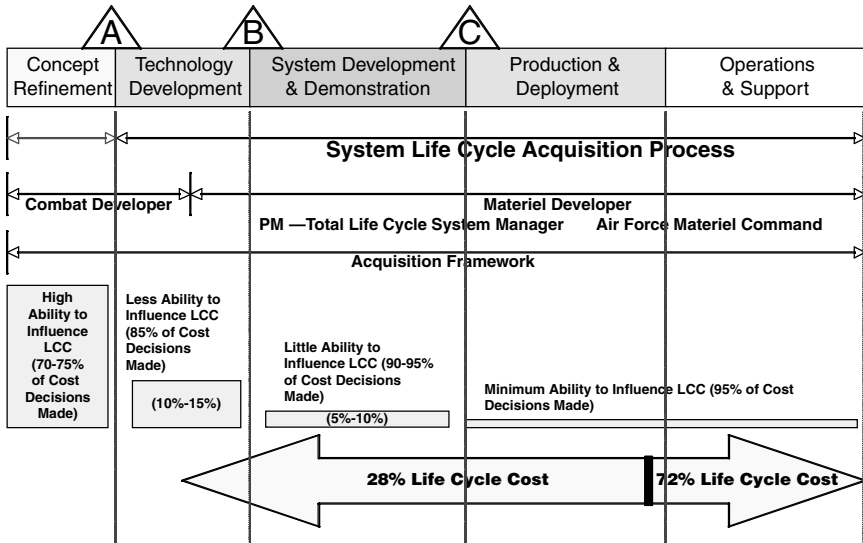 A
B
C
Concept
Refinement
Technology
Development
System Development
& Demonstration
Production &
Deployment
Operations
& Support
System Life Cycle Acquisition Process
Combat Developer
Materiel Developer
PM —Total Life Cycle System Manager
Air Force Materiel Command
Acquisition Framework
High
Ability to
Influence
LCC
(70-75%
of Cost
Decisions
Made)
Less Ability to
Influence LCC
(85% of Cost
Decisions
Made)
(10%-15%)
Little Ability to
Influence LCC (90-95%
of Cost Decisions
Made)
(5%-10%)
Minimum Ability to Influence LCC (95% of Cost
Decisions Made)
28% Life Cycle Cost
72% Life Cycle Cost